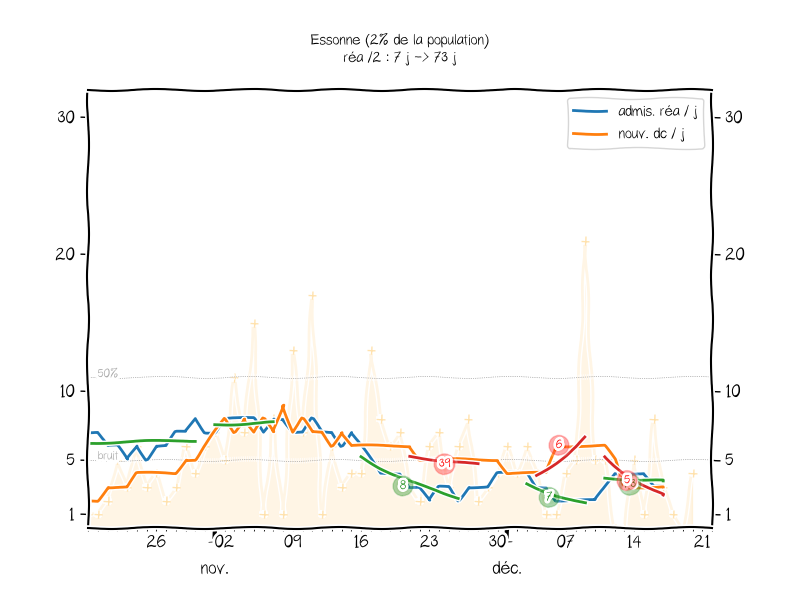 Essonne (2% de la population)
réa /2 : 7 j -> 73 j
admis. réa / j
nouv. dc / j
30 30
20 20
50%
10 10
bruit
5 5
1 1
6
39
8
7
5
26 02 09 16 23 30 07 14 21
nov. déc.